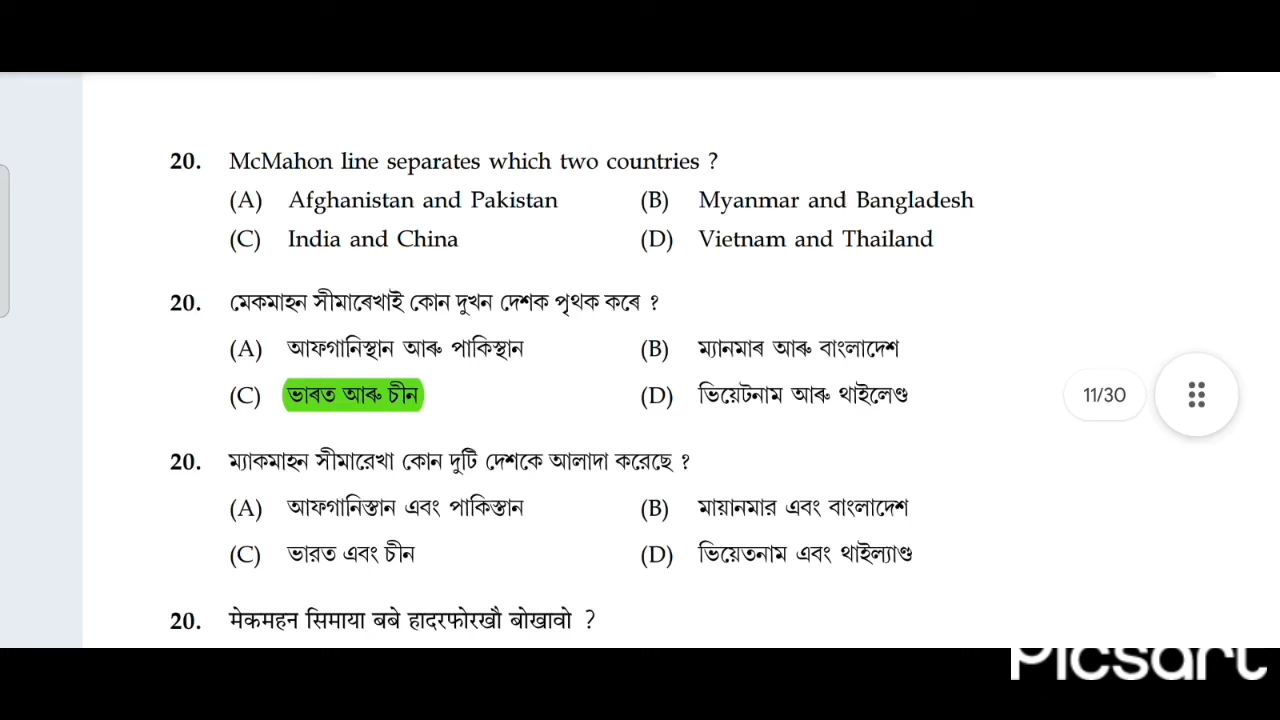 20. McMahon line separates which two countries ?
(A) Afghanistan and Pakistan (B) Myanmar and Bangladesh
(C) India and China (D) Vietnam and Thailand
20. মেকমাহন সীমাৰেখাই কোন দুখন দেশক পৃথক কৰে ?
(A) আফগানিস্থান আৰু পাকিস্থান (B) ম্যানমাৰ আৰু বাংলাদেশ
(C) ভাৰত আৰু চীন (D) ভিয়েটনাম আৰু থাইলেণ্ড
11/30
20. ম্যাকমাহন সীমারেখা কোন দুটি দেশকে আলাদা করেছে ?
(A) আফগানিস্তান এবং পাকিস্তান (B) মায়ানমার এবং বাংলাদেশ
(C) ভারত এবং চীন (D) ভিয়েতনাম এবং থাইল্যাণ্ড
20. मेकमहन सिमाया बबे हादरफोरखौ बोखावो ?
Picsart